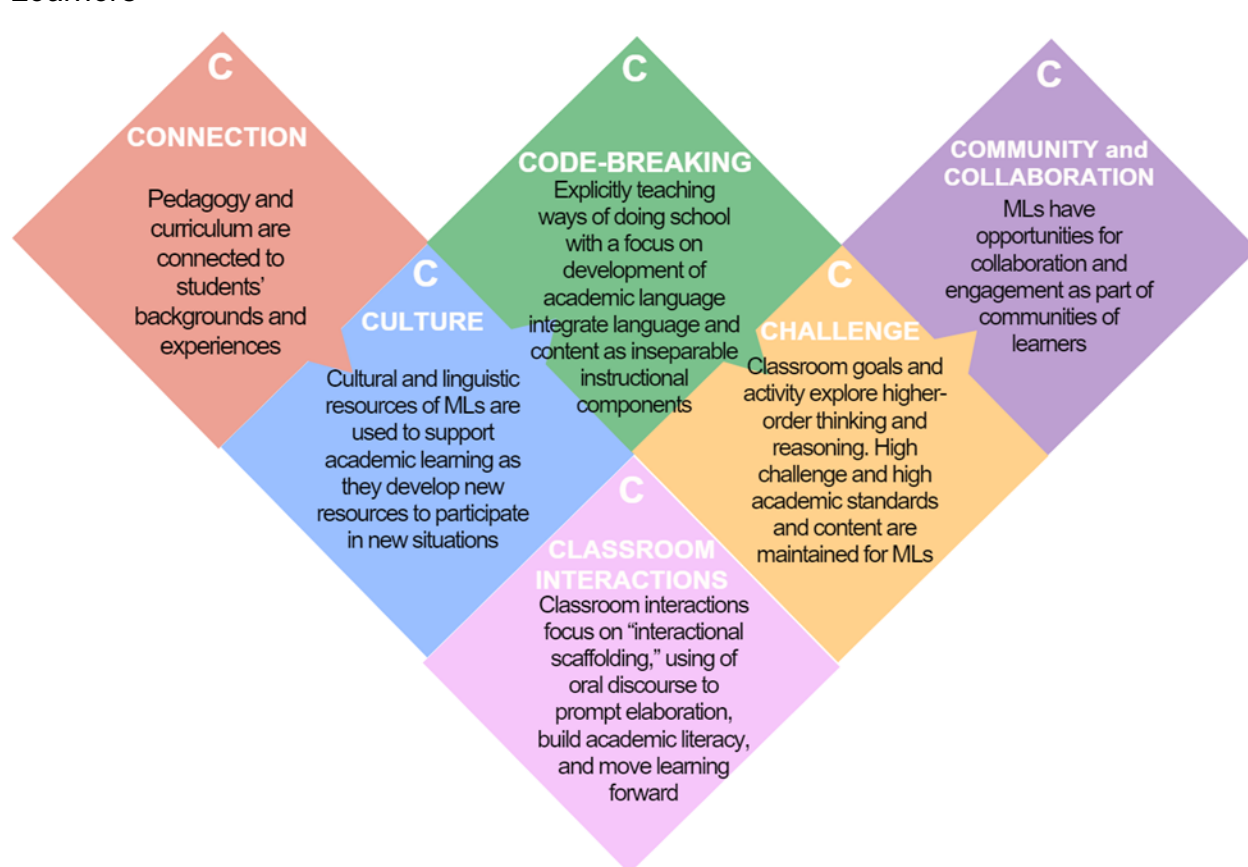 Learners
C
CONNECTION
Pedagogy and
curriculum are
connected to
students'
backgrounds and
experiences
C
CODE-BREAKING
Explicitly teaching
ways of doing school
with a focus on
development of
academic language
integrate language and
content as inseparable
instructional
components
C
COMMUNITY and
COLLABORATION
MLs have
opportunities for
collaboration and
engagement as part of
communities of
learners
C
CULTURE
Cultural and linguistic
resources of MLs are
used to support
academic learning as
they develop new
resources to participate
in new situations
C
CHALLENGE
Classroom goals and
activity explore higher-
order thinking and
reasoning. High
challenge and high
academic standards
and content are
maintained for MLs
C
CLASSROOM
INTERACTIONS
Classroom interactions
focus on “interactional
scaffolding,” using of
oral discourse to
prompt elaboration,
build academic literacy,
and move learning
forward